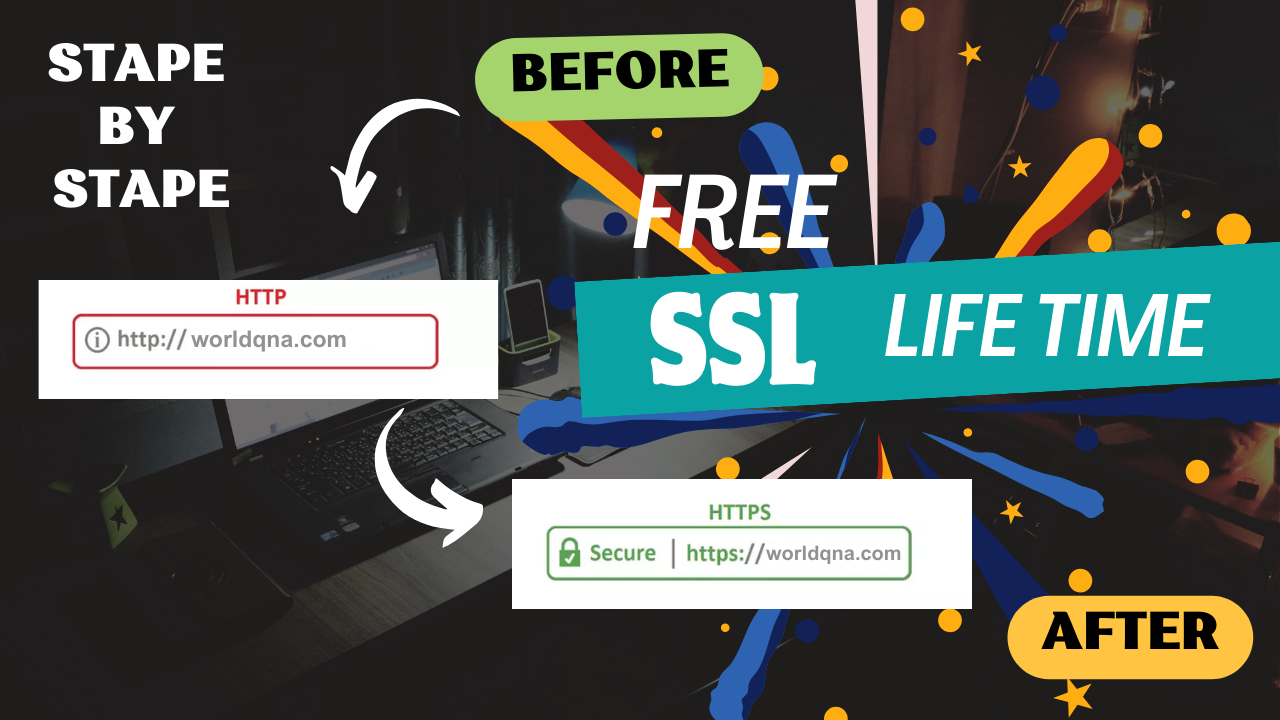 STAPE
BY
STAPE
BEFORE
FREE
SSL LIFE TIME
HTTP
http:// worldqna.com
HTTPS
Secure | https://worldqna.com
AFTER